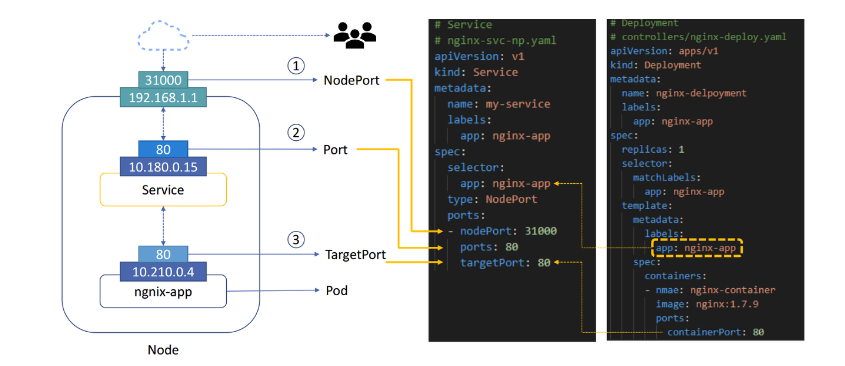 31000
192.168.1.1
80
10.180.0.15
Service
80
10.210.0.4
ngnix-app
Node
1
NodePort
2
Port
3
TargetPort
Pod
# Service
# nginx-svc-np.yaml
apiVersion: v1
kind: Service
metadata:
name: my-service
labels:
app: nginx-app
spec:
selector:
app: nginx-app
type: NodePort
ports:
- nodePort: 31000
ports: 80
targetPort: 80
# Deployment
# controllers/nginx-deploy.yaml
apiVersion: apps/v1
kind: Deployment
metadata:
name: nginx-delpoyment
labels:
app: nginx-app
spec:
replicas: 1
selector:
matchLabels:
app: nginx-app
template:
metadata:
labels:
app: nginx-app
spec:
containers:
- nmae: nginx-container
image: nginx:1.7.9
ports:
containerPort: 80